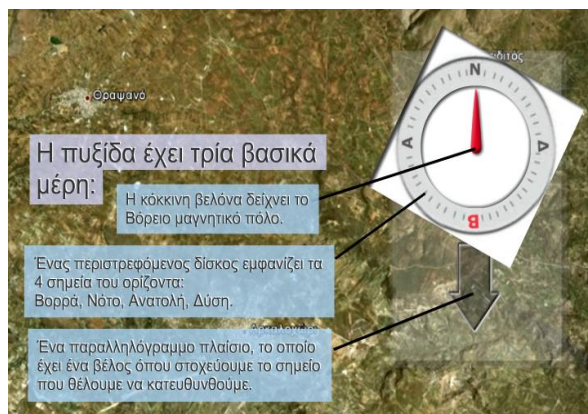 Θραψανό
Η πυξίδα έχει τρία βασικά
μέρη:
Η κόκκινη βελόνα δείχνει το
Βόρειο μαγνητικό πόλο.
Ένας περιστρεφόμενος δίσκος εμφανίζει τα
4 σημεία του ορίζοντα:
Βορρά, Νότο, Ανατολή, Δύση.
Ένα παραλληλόγραμμο πλαίσιο, το οποίο
έχει ένα βέλος όπου στοχεύουμε το σημείο
που θέλουμε να κατευθυνθούμε.
N
A
Δ
B